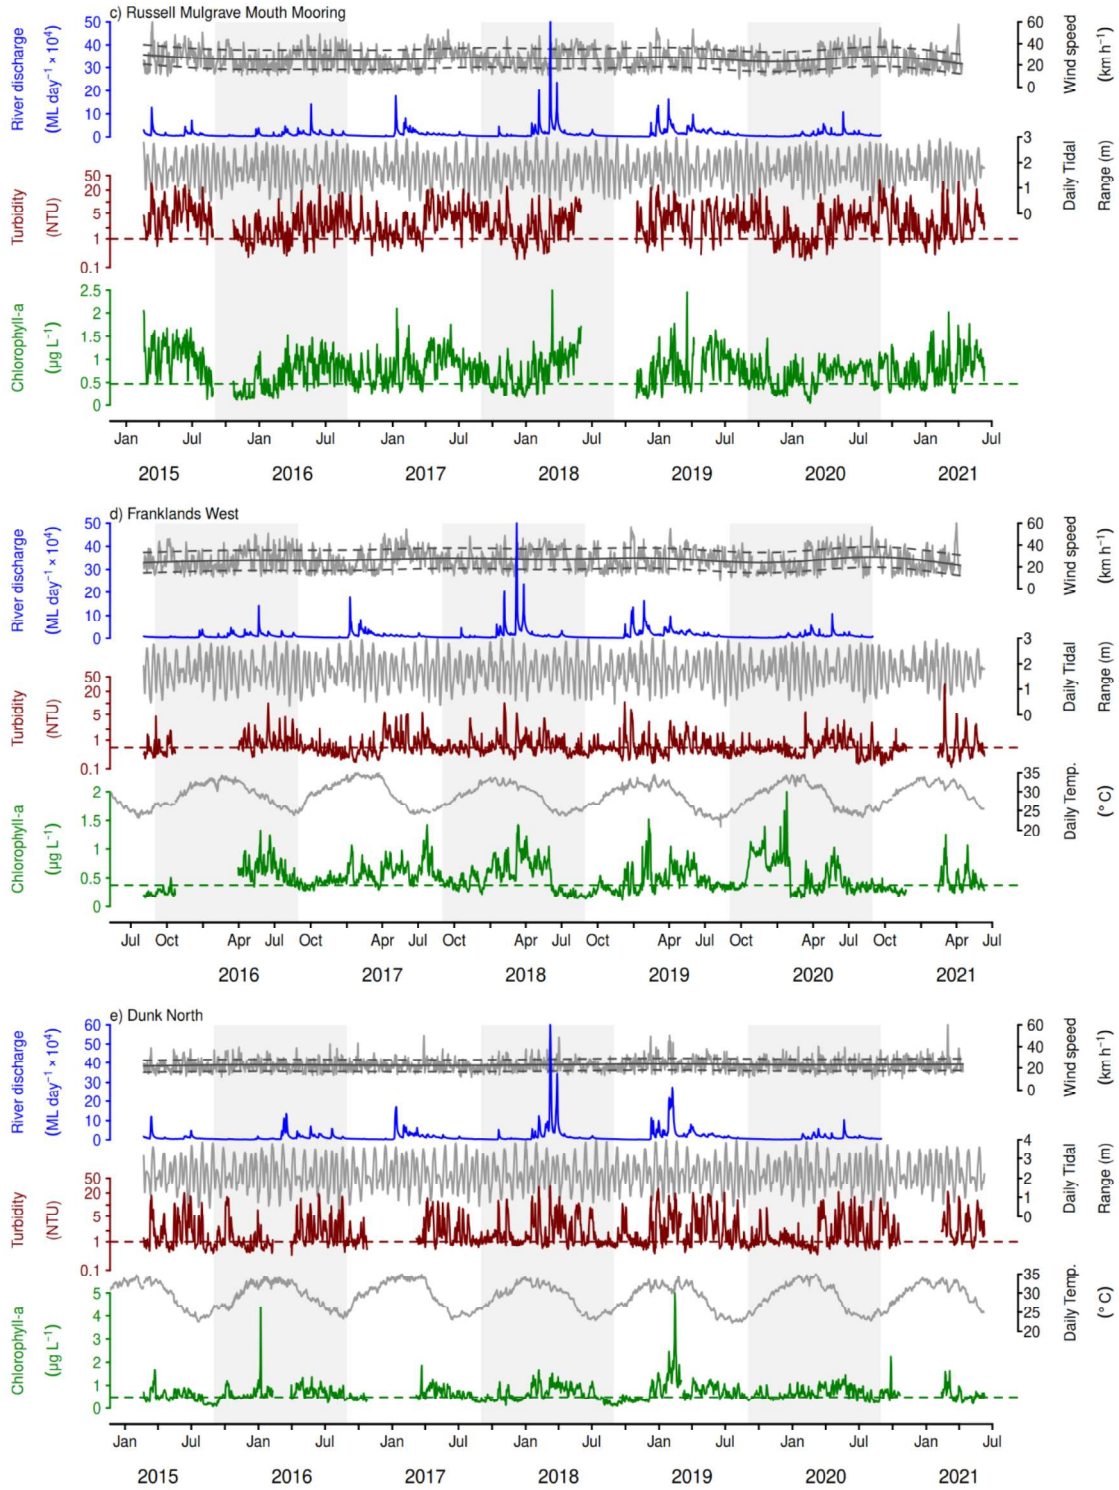 c) Russell Mulgrave Mouth Mooring
River discharge
(ML day⁻¹ × 10⁴)
50
40
30
20
10
0
60
40
20
0
Wind speed
(km h⁻¹)
Turbidity
(NTU)
50
20
5
1
0.1
3
2
1
0
Daily Tidal
Range (m)
Chlorophyll-a
(µg L⁻¹)
2.5
2
1.5
1
0.5
0
Jan Jul Jan Jul Jan Jul Jan Jul Jan Jul Jan Jul Jan Jul
2015 2016 2017 2018 2019 2020 2021
d) Franklands West
River discharge
(ML day⁻¹ × 10⁴)
50
40
30
20
10
0
60
40
20
0
Wind speed
(km h⁻¹)
Turbidity
(NTU)
50
20
5
1
0.1
3
2
1
0
Daily Tidal
Range (m)
Chlorophyll-a
(µg L⁻¹)
2
1.5
1
0.5
0
35
30
25
20
Daily Temp.
(° C)
Jul Oct Apr Jul Oct Apr Oct Apr Jul Oct Apr Jul Oct Apr Jul Oct Apr Jul
2016 2017 2018 2019 2020 2021
e) Dunk North
River discharge
(ML day⁻¹ × 10⁴)
60
50
40
30
20
10
0
60
40
20
0
Wind speed
(km h⁻¹)
Turbidity
(NTU)
50
20
5
1
0.1
4
3
2
1
0
Daily Tidal
Range (m)
Chlorophyll-a
(µg L⁻¹)
5
4
3
2
1
0
35
30
25
20
Daily Temp.
(° C)
Jan Jul Jan Jul Jan Jul Jan Jul Jan Jul Jan Jul Jan Jul
2015 2016 2017 2018 2019 2020 2021